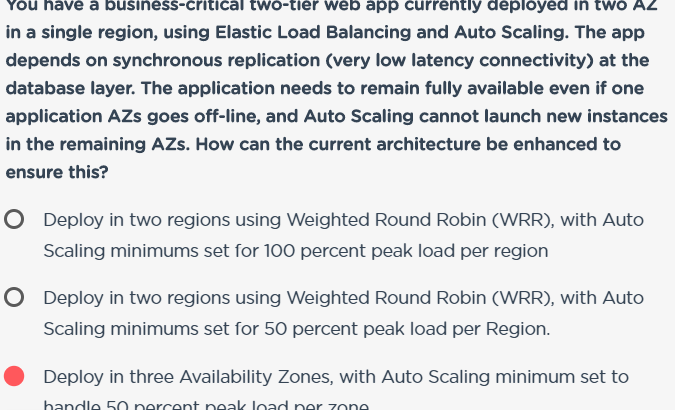 You have a business-critical two-tier web app currently deployed in two AZ
in a single region, using Elastic Load Balancing and Auto Scaling. The app
depends on synchronous replication (very low latency connectivity) at the
database layer. The application needs to remain fully available even if one
application AZs goes off-line, and Auto Scaling cannot launch new instances
in the remaining AZs. How can the current architecture be enhanced to
ensure this?
Deploy in two regions using Weighted Round Robin (WRR), with Auto
Scaling minimums set for 100 percent peak load per region
Deploy in two regions using Weighted Round Robin (WRR), with Auto
Scaling minimums set for 50 percent peak load per Region.
Deploy in three Availability Zones, with Auto Scaling minimum set to
handle 50 percent peak load per zone